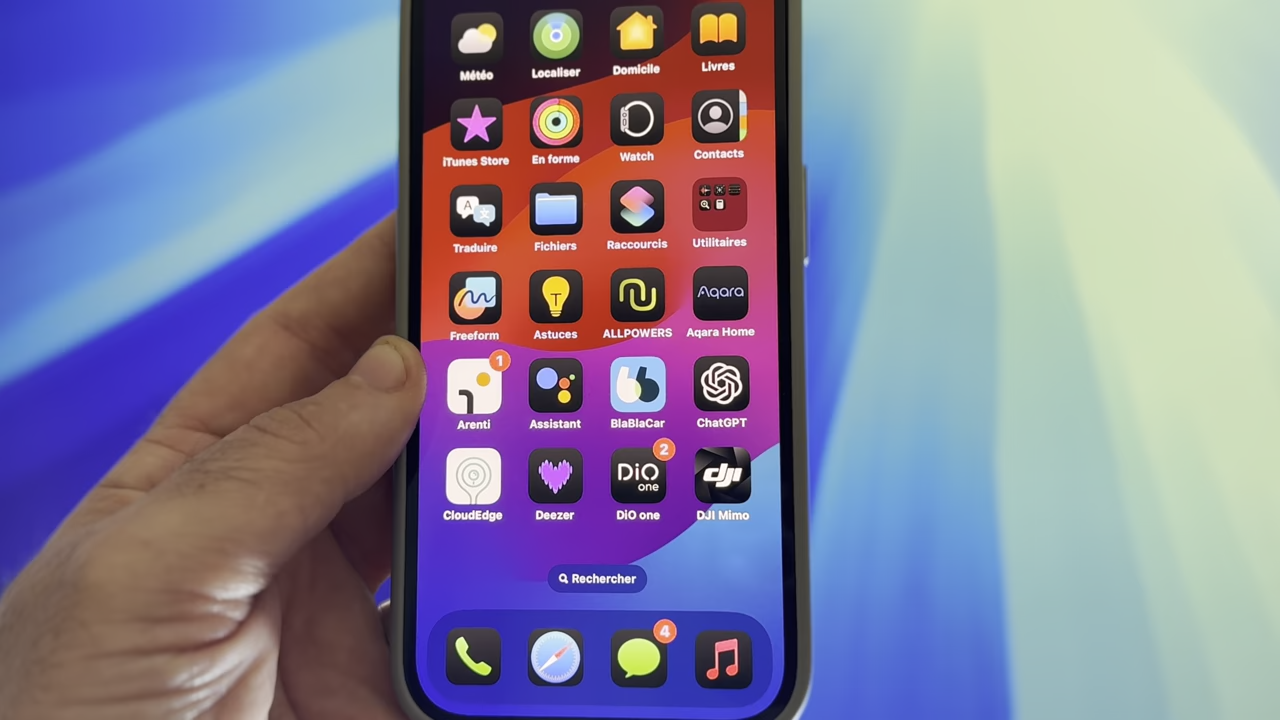 Météo Localiser Domicile Livres
iTunes Store En forme Watch Contacts
A 文
Traduire Fichiers Raccourcis Utilitaires
T Aqara
Freeform Astuces ALLPOWERS Aqara Home
1
Arenti Assistant BlaBlaCar ChatGPT
2
DiO one dji
CloudEdge Deezer DiO one DJI Mimo
Rechercher
4